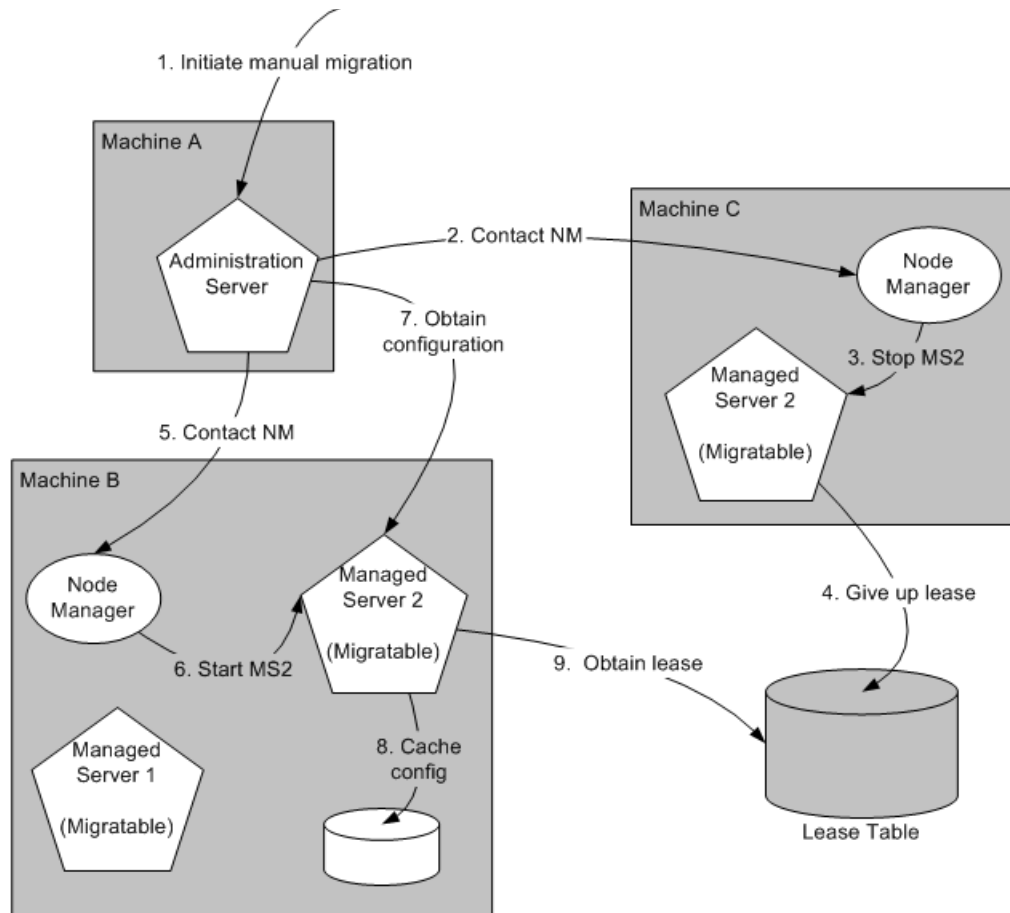 1. Initiate manual migration
Machine A
Administration
Server
2. Contact NM
Machine C
Node
Manager
7. Obtain
configuration
3. Stop MS2
Managed
Server 2
(Migratable)
5. Contact NM
Machine B
Node
Manager
Managed
Server 2
(Migratable)
4. Give up lease
6. Start MS2
9. Obtain lease
Managed
Server 1
(Migratable)
8. Cache
config
Lease Table